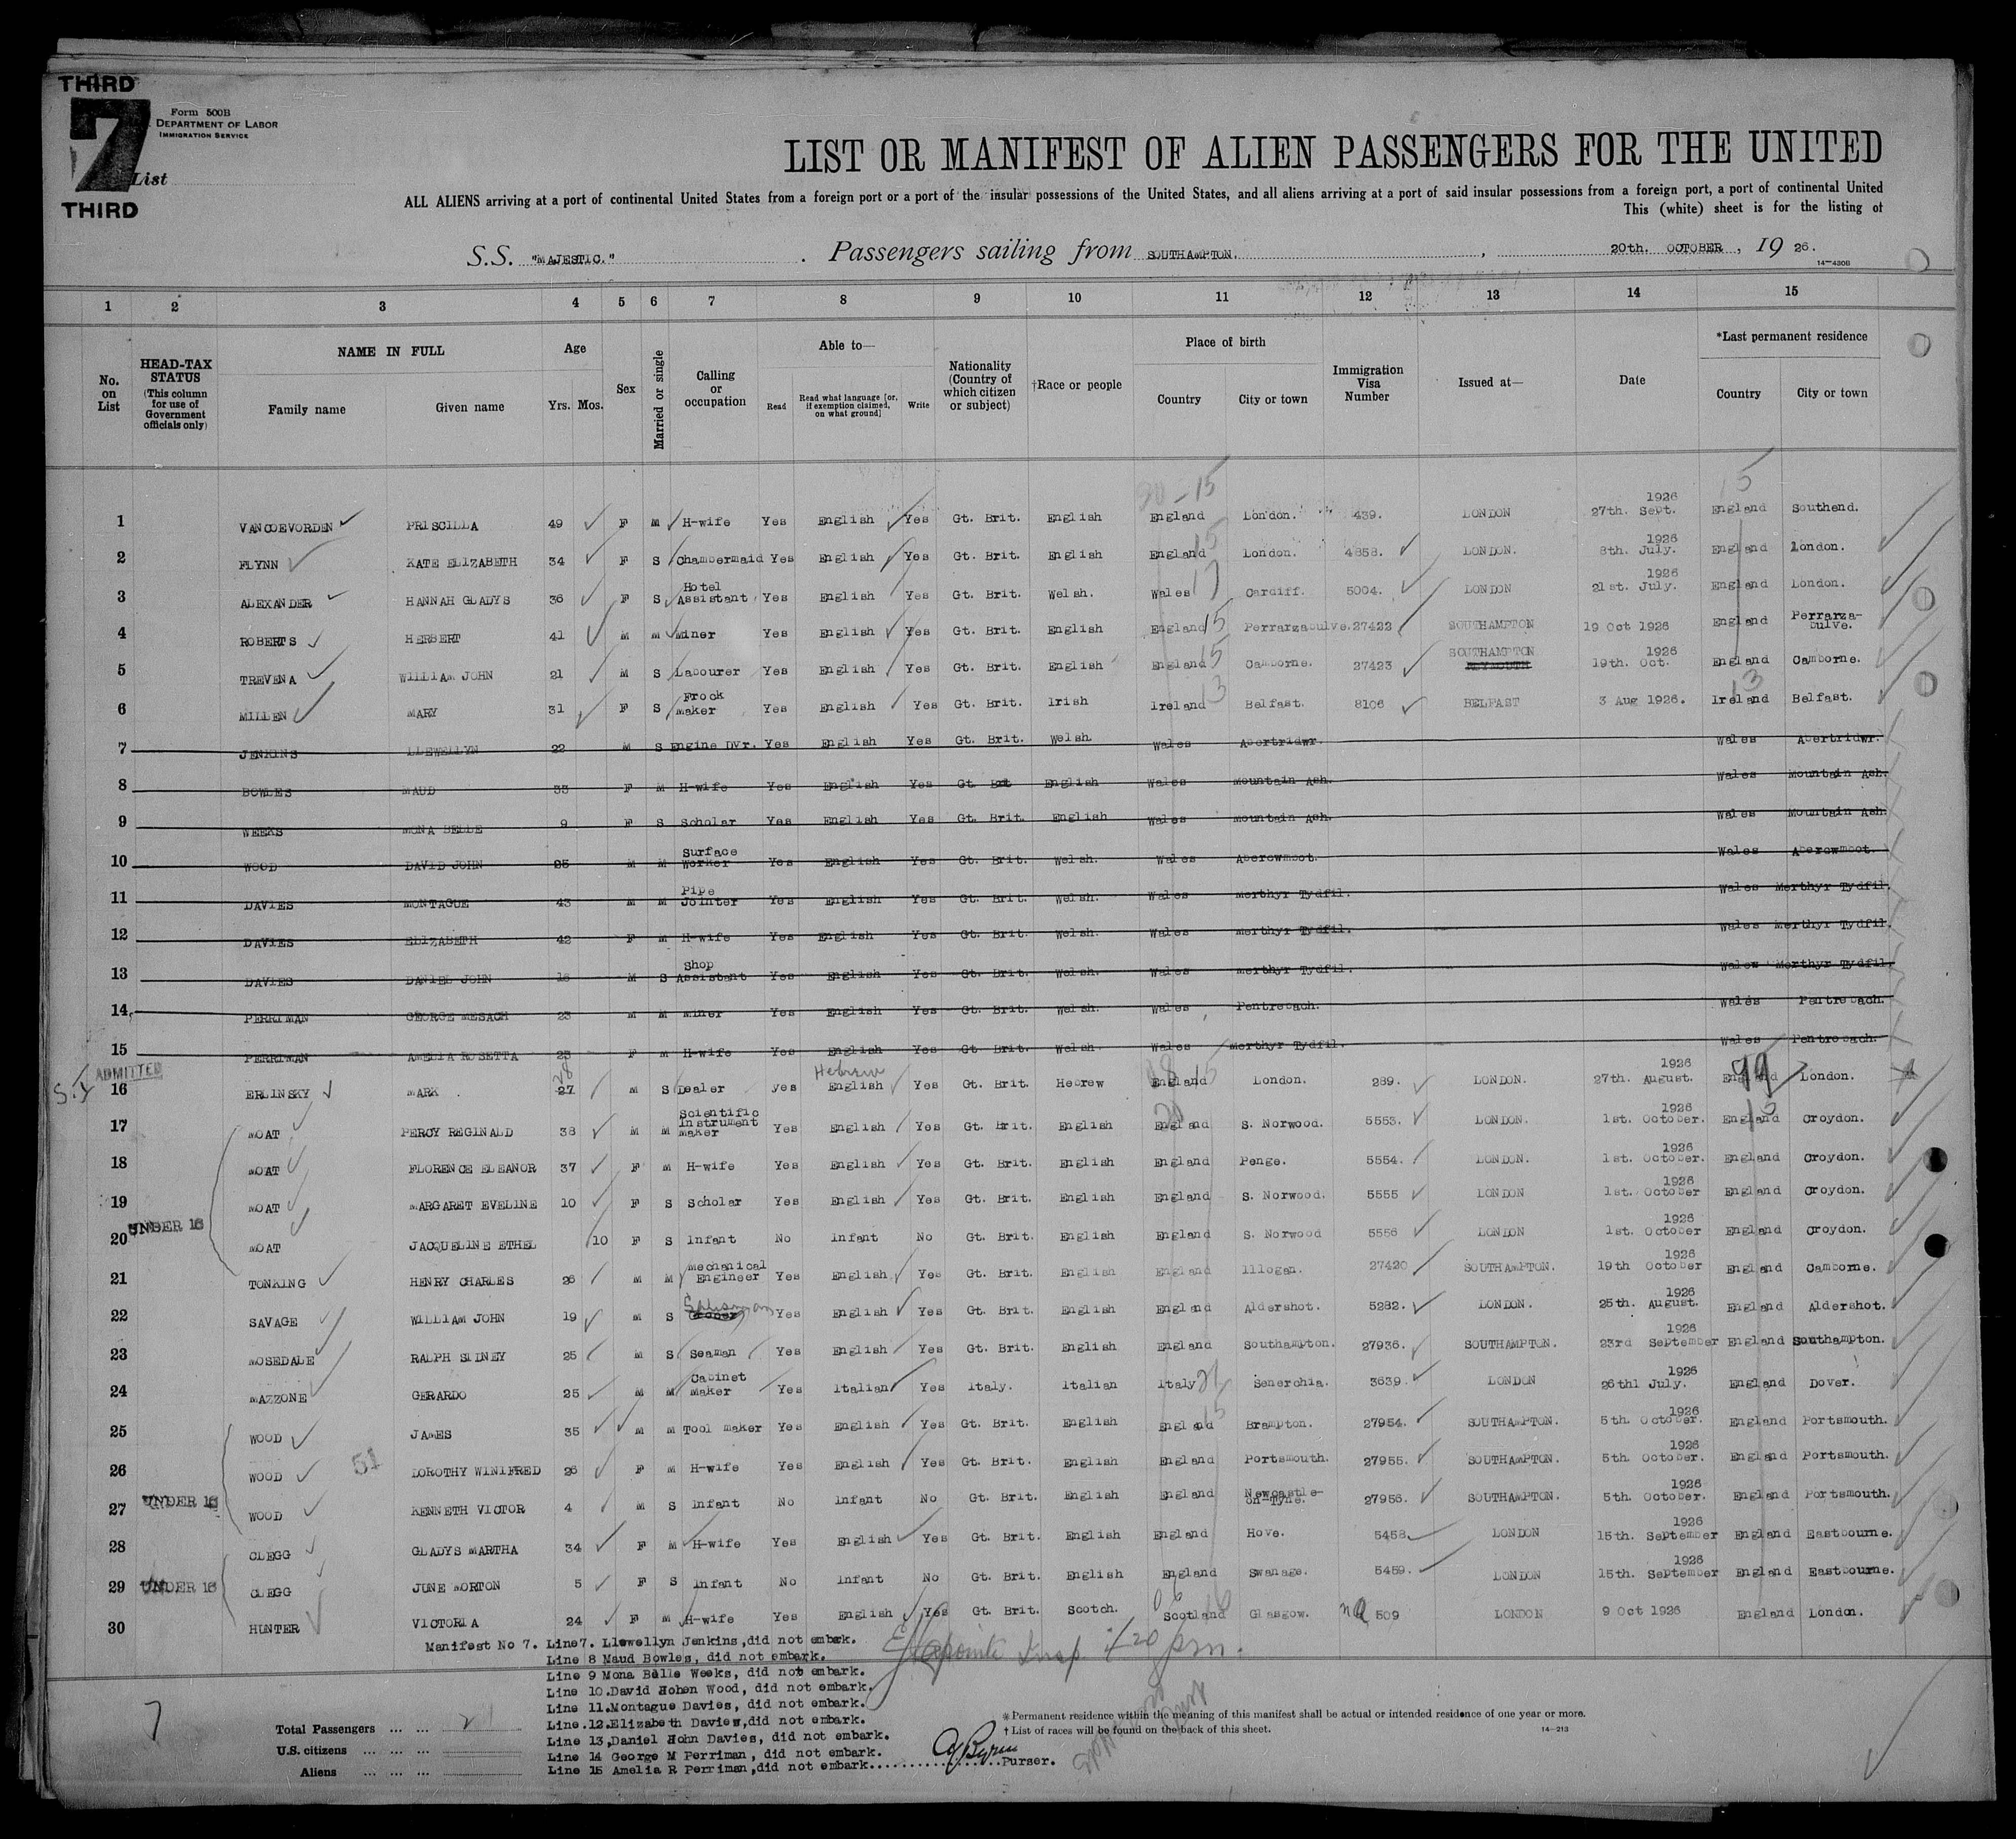 THIRD
7
THIRD
Form 500B
DEPARTMENT OF LABOR
IMMIGRATION SERVICE
List
LIST OR MANIFEST OF ALIEN PASSENGERS FOR THE UNITED
ALL ALIENS arriving at a port of continental United States from a foreign port or a port of the insular possessions of the United States, and all aliens arriving at a port of said insular possessions from a foreign port, a port of continental United
This (white) sheet is for the listing of
S.S. "MAJESTIC." . Passengers sailing from SOUTHAMPTON. , 20th. OCTOBER , 19 26.
14—430B
1 2 3 4 5 6 7 8 9 10 11 12 13 14 15
No. on List
HEAD-TAX STATUS (This column for use of Government officials only)
NAME IN FULL
Family name Given name
Age
Yrs. Mos.
Sex
Married or single
Calling or occupation
Able to—
Read
Read what language [or, if exemption claimed, on what ground]
Write
Nationality (Country of which citizen or subject)
†Race or people
Place of birth
Country City or town
Immigration Visa Number
Issued at—
Date
*Last permanent residence
Country City or town
1 VANCOEVORDEN PRISCILLA 49 F M H-wife Yes English Yes Gt. Brit. English England London. 439. LONDON 27th. Sept. 1926 England Southend.
2 FLYNN KATE ELIZABETH 34 F S Chambermaid Yes English Yes Gt. Brit. English England London. 4858. LONDON. 8th. July. 1926 England London.
3 ALEXANDER HANNAH GLADYS 36 F S Hotel Assistant Yes English Yes Gt. Brit. Welsh. Wales Cardiff. 5004. LONDON 21st. July. 1926 England London.
4 ROBERTS HERBERT 41 M M Miner Yes English Yes Gt. Brit. English England Perrarzabulve. 27422 SOUTHAMPTON 19 Oct 1926 England Perrarza-bulve.
5 TREVENA WILLIAM JOHN 21 M S Labourer Yes English Yes Gt. Brit. English England Camborne. 27423 SOUTHAMPTON 19th. Oct. 1926 England Camborne.
6 MILLEN MARY 31 F S Frock Maker Yes English Yes Gt. Brit. Irish Ireland Belfast. 8106 BELFAST 3 Aug 1926. Ireland Belfast.
7 JENKINS LLEWELLYN 22 M S Engine Dvr. Yes English Yes Gt. Brit. Welsh Wales Abertridwr. Wales Abertridwr.
8 BOWLES MAUD 33 F M H-wife Yes English Yes Gt. Brit English Wales Mountain Ash. Wales Mountain Ash.
9 WEEKS MONA BELLE 9 F S Scholar Yes English Yes Gt. Brit. English Wales Mountain Ash. Wales Mountain Ash.
10 WOOD DAVID JOHN 25 M M Surface Worker Yes English Yes Gt. Brit. Welsh. Wales Abercwmbot. Wales Abercwmbot.
11 DAVIES MONTAGUE 43 M M Pipe Jointer Yes English Yes Gt. Brit. Welsh. Wales Merthyr Tydfil. Wales Merthyr Tydfil.
12 DAVIES ELIZABETH 42 F M H-wife Yes English Yes Gt. Brit. Welsh. Wales Merthyr Tydfil. Wales Merthyr Tydfil.
13 DAVIES DANIEL JOHN M S Shop Assistant Yes English Yes Gt. Brit. Welsh. Wales Merthyr Tydfil. Wales Merthyr Tydfil.
14. PERRIMAN GEORGE MESACH 23 M M Miner Yes English Yes Gt. Brit. Welsh. Wales Pentrebach. Wales Pentrebach.
15 PERRIMAN AMELIA ROSETTA 23 F M H-wife Yes English Yes Gt. Brit. Welsh. Wales Merthyr Tydfil. Wales Pentrebach.
ADMITTED
16 ERLINSKY MARK 27 28 M S Dealer yes Hebrew English Yes Gt. Brit. Hebrew England London. 289. LONDON. 27th. August. 1926 England London.
17 MOAT PERCY REGINALD 38 M M Scientific Instrument Maker Yes English Yes Gt. Brit. English England S. Norwood. 5553. LONDON. 1st. October. 1926 England Croydon.
18 MOAT FLORENCE ELEANOR 37 F M H-wife Yes English Yes Gt. Brit. English England Penge. 5554. LONDON. 1st. October. 1926 England Croydon.
19 MOAT MARGARET EVELINE 10 F S Scholar Yes English Yes Gt. Brit. English England S. Norwood. 5555 LONDON 1st. October 1926 England Croydon.
UNDER 16
20 MOAT JACQUELINE ETHEL 10 F S Infant No Infant No Gt. Brit. English England S. Norwood 5556 LONDON 1st. October 1926 England Croydon.
21 TONKING HENRY CHARLES 26 M M Mechanical Engineer Yes English Yes Gt. Brit. English England Illogan. 27420 SOUTHAMPTON. 19th October 1926 England Camborne.
22 SAVAGE WILLIAM JOHN 19 M S Salesman Yes English Yes Gt. Brit. English England Aldershot. 5282. LONDON. 25th. August. 1926 England Aldershot.
23 MOSEDALE RALPH SIDNEY 25 M S Seaman Yes English Yes Gt. Brit. English England Southampton. 27936. SOUTHAMPTON. 23rd September 1926 England Southampton.
24 MAZZONE GERARDO 25 M M Cabinet Maker Yes Italian Yes Italy. Italian Italy Senerchia. 3639. LONDON 26thl July. 1926 England Dover.
25 WOOD JAMES 35 M M Tool maker Yes English Yes Gt. Brit. English England Brampton. 27954. SOUTHAMPTON. 5th. October. 1926 England Portsmouth.
26 WOOD 51 DOROTHY WINIFRED 26 F M H-wife Yes English Yes Gt. Brit. English England Portsmouth. 27955. SOUTHAMPTON. 5th. October. 1926 England Portsmouth.
UNDER 16
27 WOOD KENNETH VICTOR 4 M S Infant No Infant No Gt. Brit. English England Newcastle-on-Tyne. 27956. SOUTHAMPTON. 5th. October. 1926 England Portsmouth.
28 CLEGG GLADYS MARTHA 34 F M H-wife Yes English Yes Gt. Brit. English England Hove. 5458 LONDON 15th. September 1926 England Eastbourne.
29 UNDER 16 CLEGG JUNE MORTON 5 F S Infant No Infant No Gt. Brit. English England Swanage. 5459. LONDON 15th. September 1926 England Eastbourne.
30 HUNTER VICTORIA 24 F M H-wife Yes English Yes Gt. Brit. Scotch. Scotland Glasgow. 509 LONDON 9 Oct 1926 England London.
Manifest No 7. Line7. Llewellyn Jenkins,did not embark.
Line 8 Maud Bowles, did not embark.
Line 9 Mona Belle Weeks, did not embark.
Line 10.David Hohen Wood, did not embark.
Line 11.Montague Davies, did not embark.
Line.12.Elizabeth Davies,did not embark.
Line 13,Daniel Hohn Davies, did not embark.
Line 14 George M Perriman, did not embark.
Line 15 Amelia R Perriman,did not embark.................Purser.
Total Passengers ... ... 21
U.S. citizens ... ... ...
Aliens ... ... ...
* Permanent residence within the meaning of this manifest shall be actual or intended residence of one year or more.
† List of races will be found on the back of this sheet.
14—213